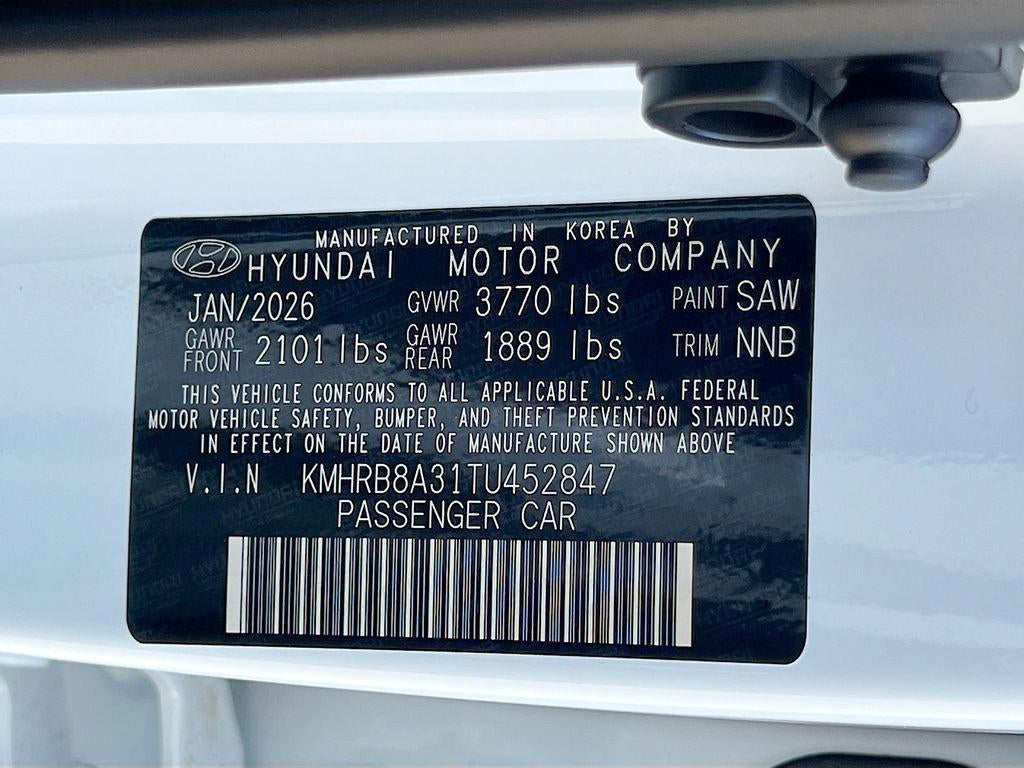 MANUFACTURED IN KOREA BY
HYUNDAI MOTOR COMPANY
JAN/2026 GVWR 3770 lbs PAINT SAW
GAWR FRONT 2101 lbs GAWR REAR 1889 lbs TRIM NNB
THIS VEHICLE CONFORMS TO ALL APPLICABLE U.S.A. FEDERAL
MOTOR VEHICLE SAFETY, BUMPER, AND THEFT PREVENTION STANDARDS
IN EFFECT ON THE DATE OF MANUFACTURE SHOWN ABOVE
V.I.N KMHRB8A31TU452847
PASSENGER CAR